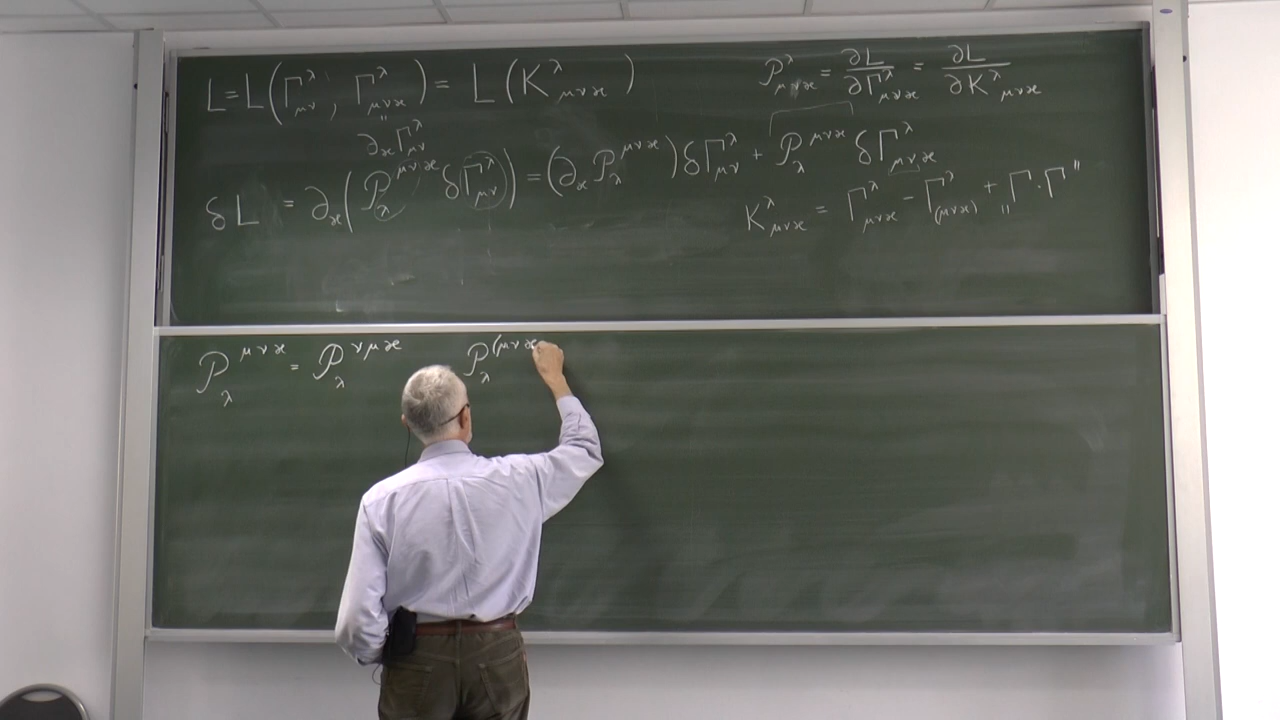 L=L(Γ^λ_{μν}, Γ^λ_{μνϰ}) = L(K^λ_{μνϰ})
𝒫^λ_{μνϰ} = ∂L/∂Γ^λ_{μνϰ} = ∂L/∂K^λ_{μνϰ}
"
∂_ϰ Γ^λ_{μν}
δL = ∂_ϰ(𝒫_λ^{μνϰ} δΓ^λ_{μν}) = (∂_ϰ 𝒫_λ^{μνϰ})δΓ^λ_{μν} + 𝒫_λ^{μνϰ} δΓ^λ_{μνϰ}
K^λ_{μνϰ} = Γ^λ_{μνϰ} - Γ^λ_{(μνϰ)} + "Γ·Γ"
𝒫_λ^{μνϰ} = 𝒫_λ^{νμϰ} 𝒫_λ^{(μνϰ